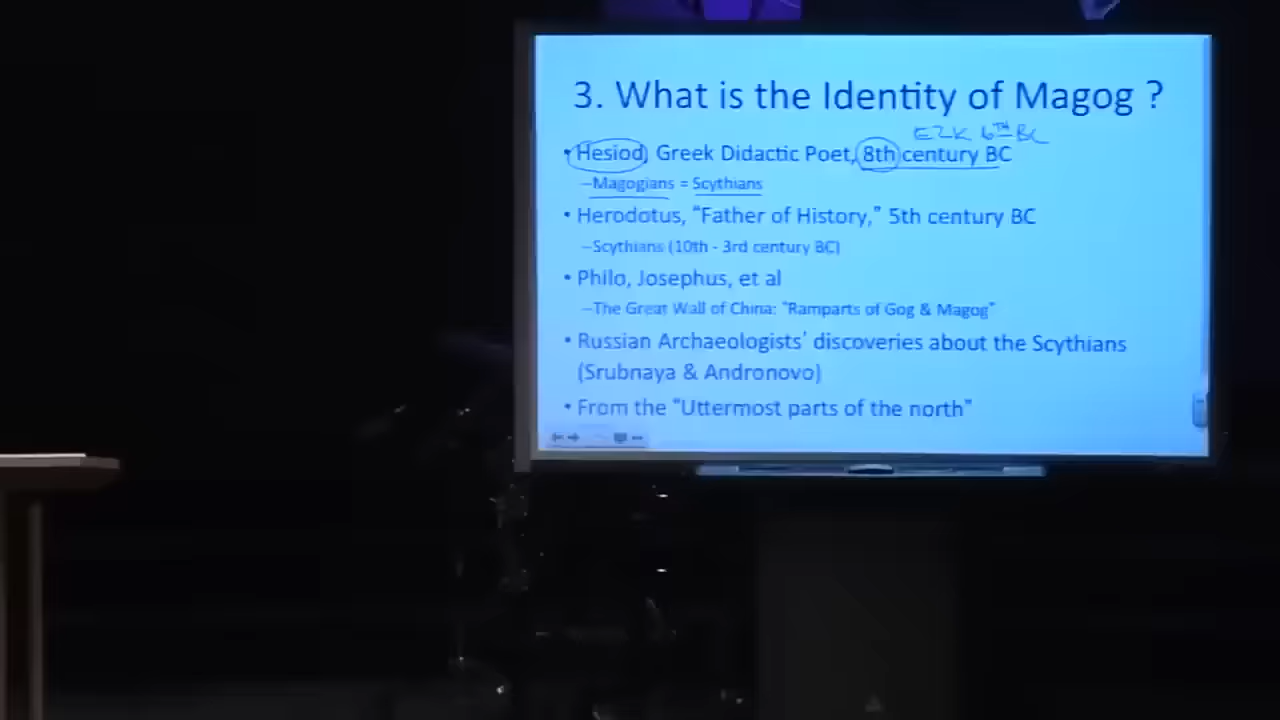 3. What is the Identity of Magog ?
EZK 6TH BC
• Hesiod, Greek Didactic Poet, 8th century BC
–Magogians = Scythians
• Herodotus, “Father of History,” 5th century BC
–Scythians (10th - 3rd century BC)
• Philo, Josephus, et al
–The Great Wall of China: “Ramparts of Gog & Magog”
• Russian Archaeologists’ discoveries about the Scythians
(Srubnaya & Andronovo)
• From the “Uttermost parts of the north”